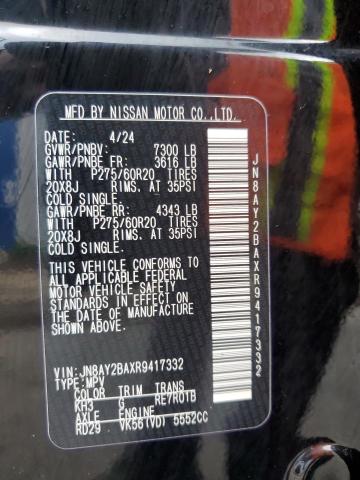 MFD BY NISSAN MOTOR CO.,LTD.
DATE: 4/24
GVWR/PNBV: 7300 LB
GAWR/PNBE FR: 3616 LB
WITH P275/60R20 TIRES
20X8J RIMS, AT 35PSI
COLD SINGLE.
GAWR/PNBE RR: 4343 LB
WITH P275/60R20 TIRES
20X8J RIMS, AT 35PSI
COLD SINGLE.
THIS VEHICLE CONFORMS TO
ALL APPLICABLE FEDERAL
MOTOR VEHICLE SAFETY
STANDARDS IN EFFECT ON
THE DATE OF MANUFACTURE
SHOWN ABOVE.
VIN: JN8AY2BAXR9417332
TYPE: MPV
COLOR TRIM TRANS
KH3 G RE7R01B
AXLE ENGINE
RD29 VK56(VD) 5552CC
JN8AY2BAXR9417332